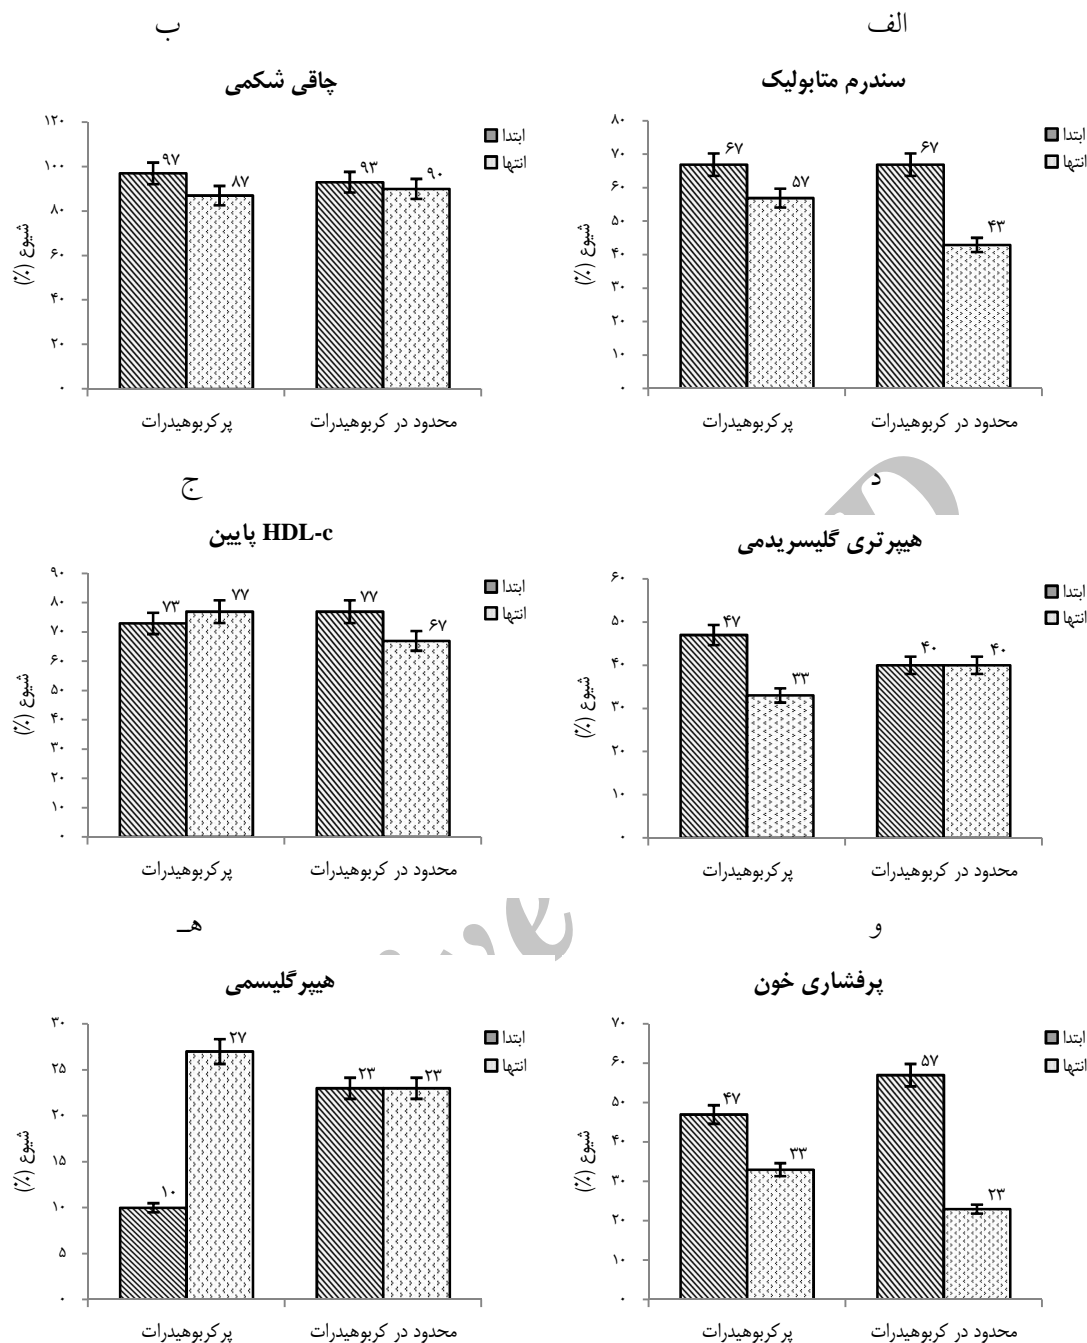 الف
سندرم متابولیک
شیوع (٪)
۸۰
۷۰
۶۰
۵۰
۴۰
۳۰
۲۰
۱۰
۰
۶۷
۵۷
۶۷
۴۳
ابتدا
انتها
پرکربوهیدرات
محدود در کربوهیدرات
ب
چاقی شکمی
شیوع (٪)
۱۲۰
۱۰۰
۸۰
۶۰
۴۰
۲۰
۰
۹۷
۸۷
۹۳
۹۰
ابتدا
انتها
پرکربوهیدرات
محدود در کربوهیدرات
د
هیپرتری گلیسریدمی
شیوع (٪)
۶۰
۵۰
۴۰
۳۰
۲۰
۱۰
۰
۴۷
۳۳
۴۰
۴۰
ابتدا
انتها
پرکربوهیدرات
محدود در کربوهیدرات
ج
HDL-c پایین
شیوع (٪)
۹۰
۸۰
۷۰
۶۰
۵۰
۴۰
۳۰
۲۰
۱۰
۰
۷۳
۷۷
۷۷
۶۷
ابتدا
انتها
پرکربوهیدرات
محدود در کربوهیدرات
و
پرفشاری خون
شیوع (٪)
۷۰
۶۰
۵۰
۴۰
۳۰
۲۰
۱۰
۰
۴۷
۳۳
۵۷
۲۳
ابتدا
انتها
پرکربوهیدرات
محدود در کربوهیدرات
هـ
هیپرگلیسمی
شیوع (٪)
۳۰
۲۵
۲۰
۱۵
۱۰
۵
۰
۱۰
۲۷
۲۳
۲۳
ابتدا
انتها
پرکربوهیدرات
محدود در کربوهیدرات